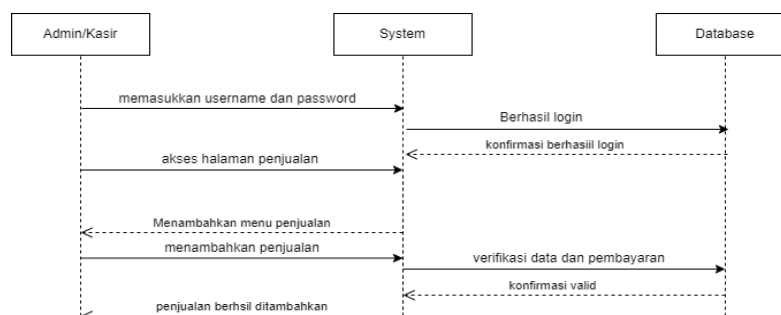 Admin/Kasir
System
Database
memasukkan username dan password
Berhasil login
konfirmasi berhasiil login
akses halaman penjualan
Menambahkan menu penjualan
menambahkan penjualan
verifikasi data dan pembayaran
konfirmasi valid
penjualan berhsil ditambahkan